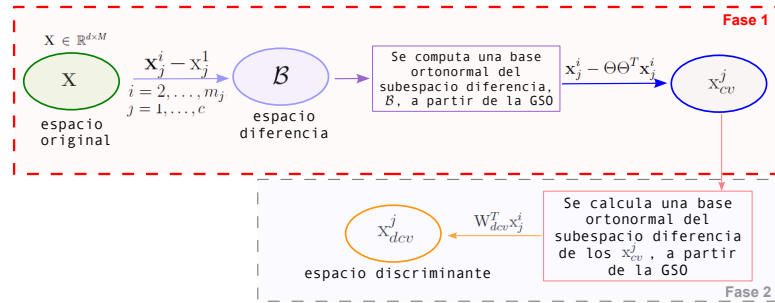 Fase 1
X ∈ ℝ^{d×M}
X
espacio
original
𝐱_j^i − x_j^1
i = 2, . . . , m_j
j = 1, . . . , c
ℬ
espacio
diferencia
Se computa una base
ortonormal del
subespacio diferencia,
ℬ, a partir de la GSO
𝐱_j^i − ΘΘ^T 𝐱_j^i
x_{cv}^j
Se calcula una base
ortonormal del
subespacio diferencia
de los x_{cv}^j, a partir
de la GSO
W_{dcv}^T x_j^i
x_{dcv}^j
espacio discriminante
Fase 2